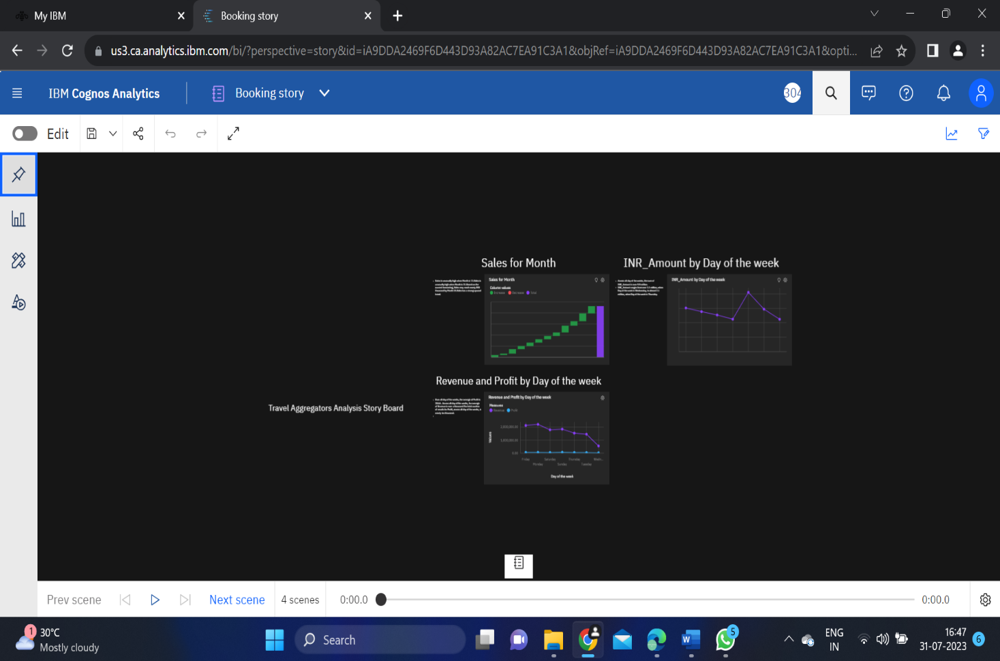 My IBM
Booking story
us3.ca.analytics.ibm.com/bi/?perspective=story&id=iA9DDA2469F6D443D93A82AC7EA91C3A1&objRef=iA9DDA2469F6D443D93A82AC7EA91C3A1&opti...
IBM Cognos Analytics
Booking story
304
Edit
Sales for Month
INR_Amount by Day of the week
Sales for Month
Column values
Increase Decrease Total
INR_Amount by Day of the week
Revenue and Profit by Day of the week
Travel Aggregators Analysis Story Board
Revenue and Profit by Day of the week
Measures
Revenue Profit
Values
2,000,000.00
1,000,000.00
0.00
Friday Saturday Thursday Wedn...
Monday Sunday Tuesday
Day of the week
Prev scene
Next scene
4 scenes
0:00.0
0:00.0
1
30°C
Mostly cloudy
Search
5
ENG
IN
16:47
31-07-2023
6